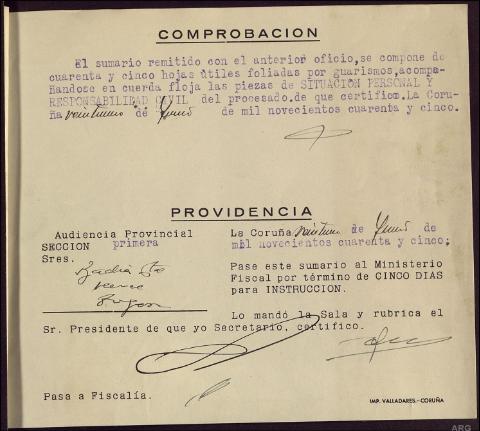 COMPROBACION
El sumario remitido con el anterior oficio, se compone de
cuarenta y cinco hojas útiles foliadas por guarismos, acompa-
ñandose en cuerda floja las piezas de SITUACIÓN PERSONAL Y
RESPONSABILIDAD CIVIL del procesado. de que certifico. La Coru-
ña veintiuno de Junio de mil novecientos cuarenta y cinco.
PROVIDENCIA
Audiencia Provincial
SECCION primera
Sres.
La Coruña veintiuno de Junio de
mil novecientos cuarenta y cinco;
Pase este sumario al Ministerio
Fiscal por término de CINCO DIAS
para INSTRUCCION.
Lo mandó la Sala y rubrica el
Sr. Presidente de que yo Secretario, certifico.
Pasa a Fiscalía.
IMP. VALLADARES.-CORUÑA
ARG